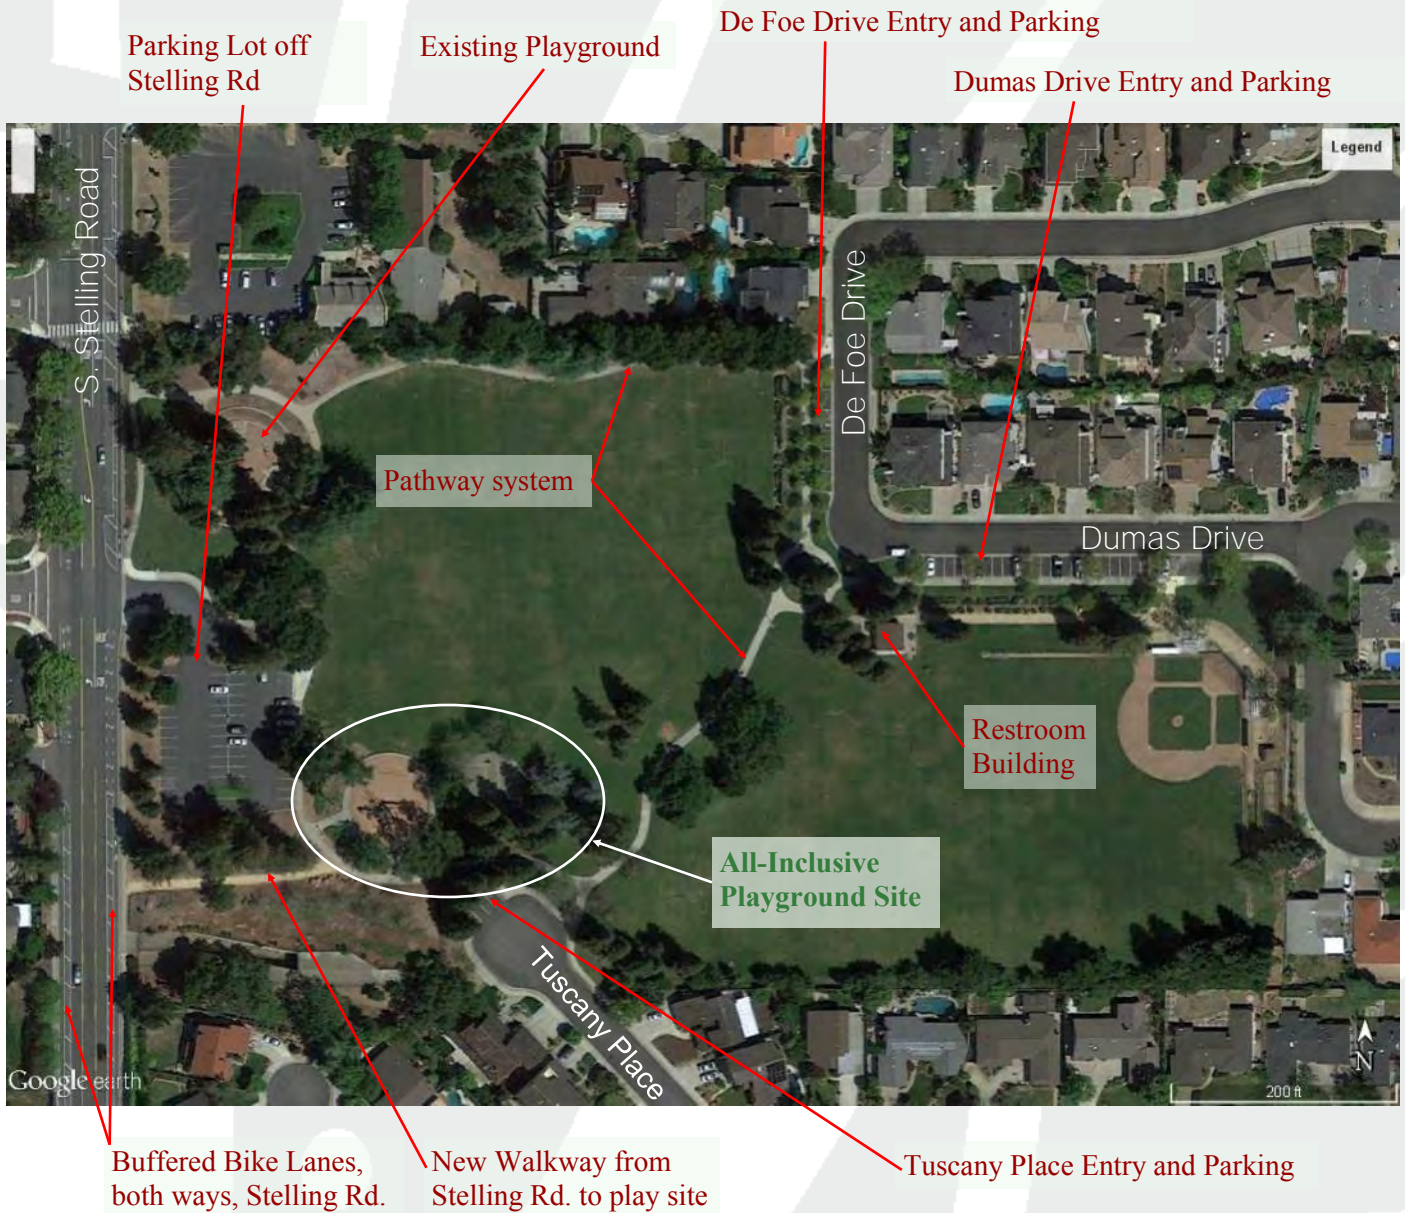 De Foe Drive Entry and Parking
Parking Lot off
Stelling Rd
Existing Playground
Dumas Drive Entry and Parking
Legend
S. Stelling Road
De Foe Drive
Pathway system
Dumas Drive
Restroom
Building
All-Inclusive
Playground Site
Tuscany Place
N
Google earth
200 ft
Buffered Bike Lanes,
both ways, Stelling Rd.
New Walkway from
Stelling Rd. to play site
Tuscany Place Entry and Parking